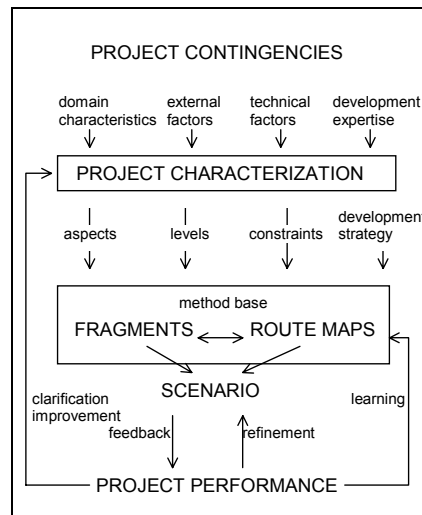 PROJECT CONTINGENCIES
domain external technical development
characteristics factors factors expertise
PROJECT CHARACTERIZATION
development
aspects levels constraints strategy
method base
FRAGMENTS ROUTE MAPS
SCENARIO
clarification learning
improvement
feedback refinement
PROJECT PERFORMANCE